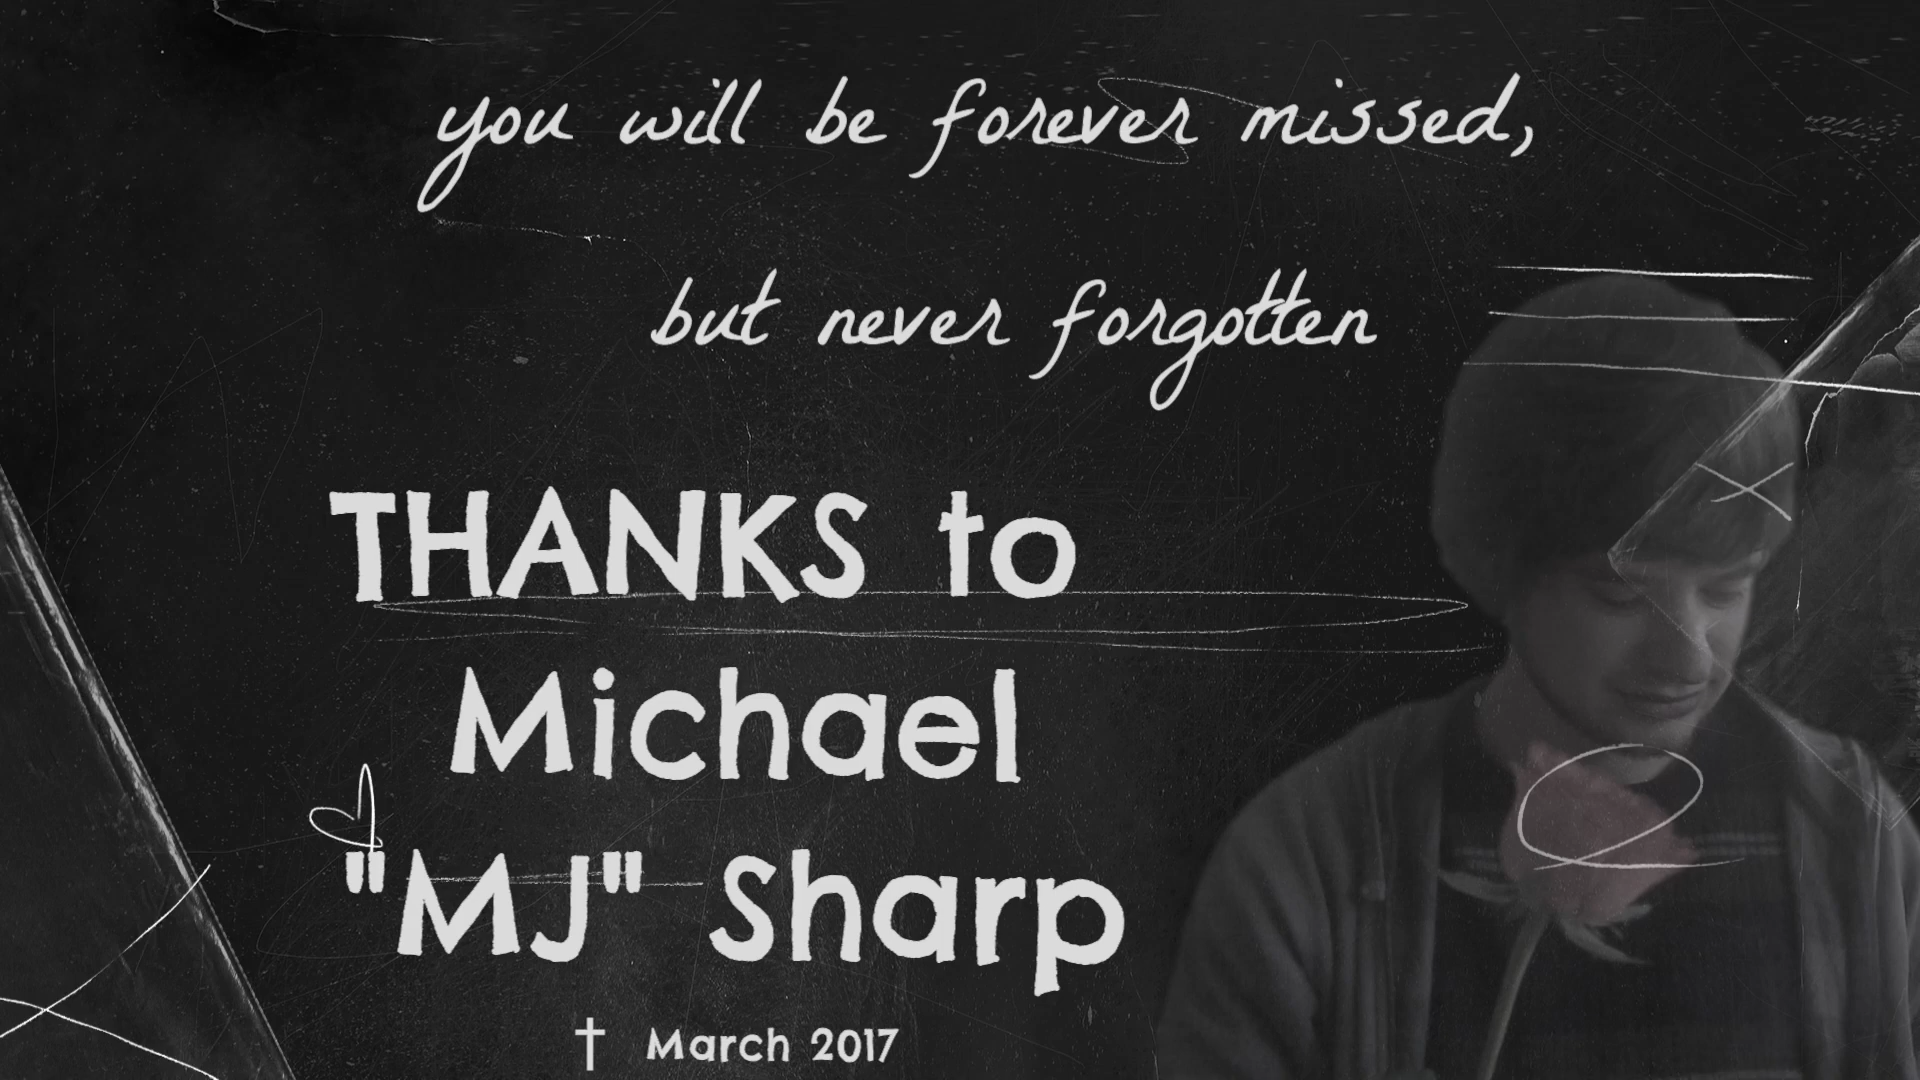 you will be forever missed,
but never forgotten
THANKS to
Michael
"MJ" Sharp
† March 2017